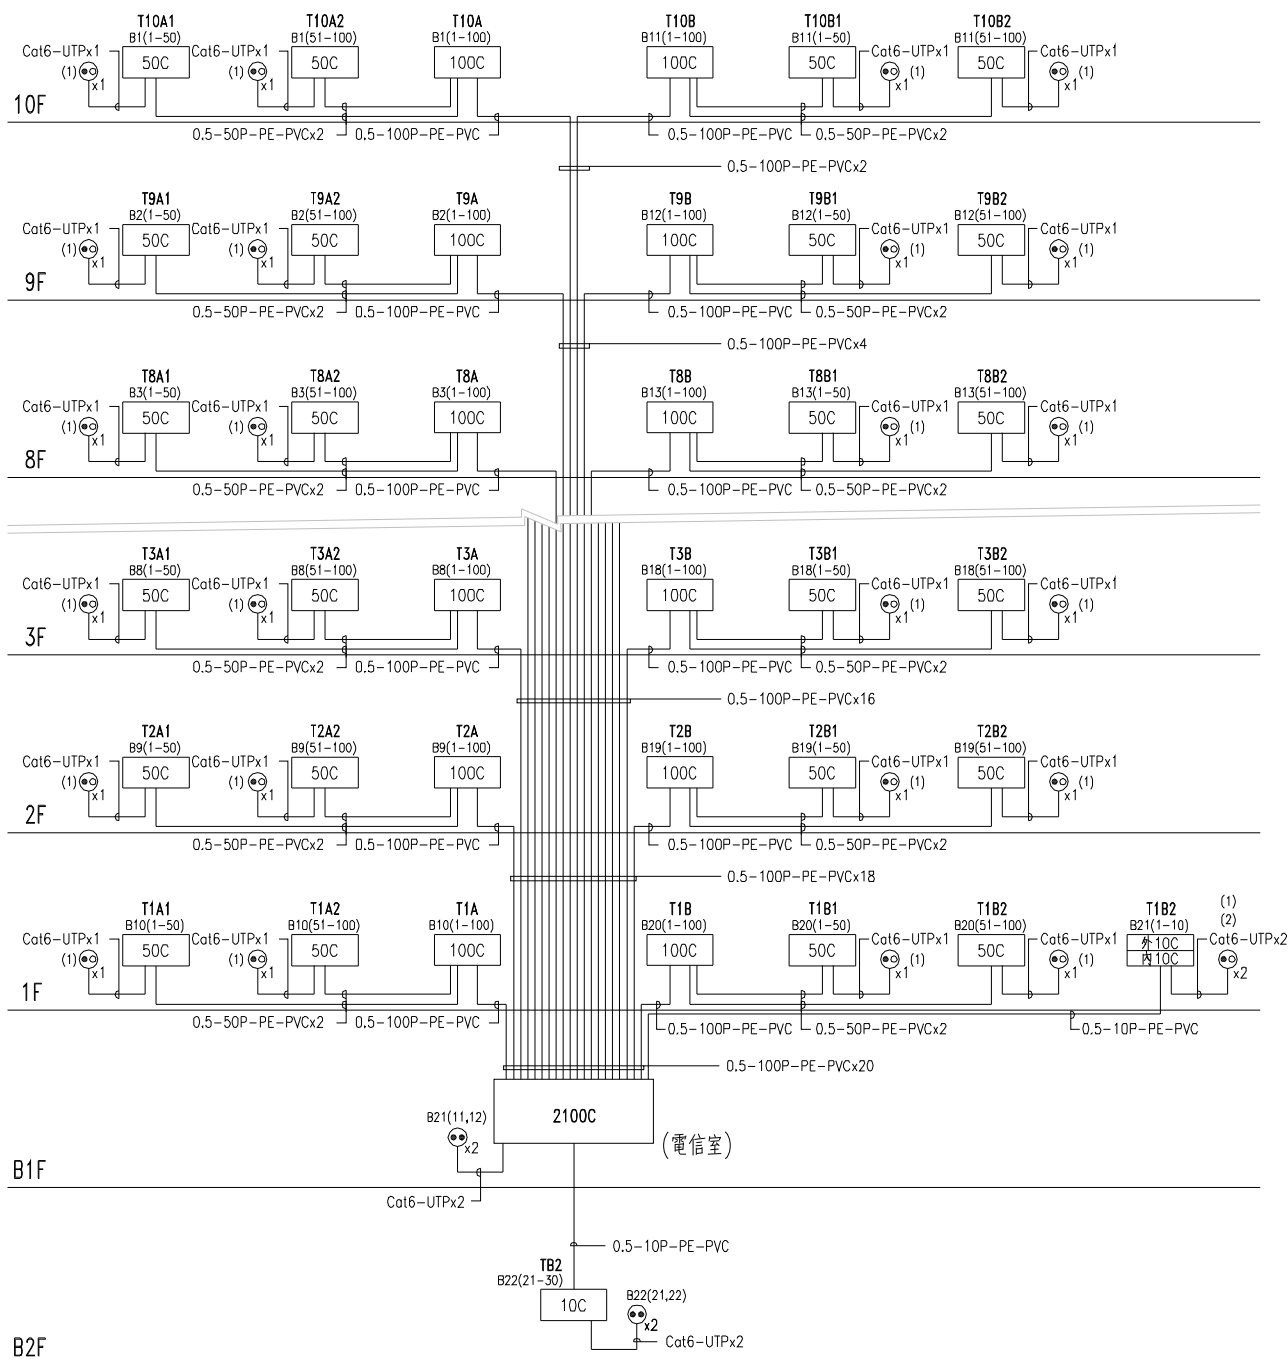 T10A1 T10A2 T10A T10B T10B1 T10B2
B1(1-50) B1(51-100) B1(1-100) B11(1-100) B11(1-50) B11(51-100)
Cat6-UTPx1 50C Cat6-UTPx1 50C 100C 100C 50C Cat6-UTPx1 50C Cat6-UTPx1
(1) x1 (1) x1 x1 (1) x1 (1)
10F
0.5-50P-PE-PVCx2 0.5-100P-PE-PVC 0.5-100P-PE-PVC 0.5-50P-PE-PVCx2
0.5-100P-PE-PVCx2
T9A1 T9A2 T9A T9B T9B1 T9B2
B2(1-50) B2(51-100) B2(1-100) B12(1-100) B12(1-50) B12(51-100)
Cat6-UTPx1 50C Cat6-UTPx1 50C 100C 100C 50C Cat6-UTPx1 50C Cat6-UTPx1
(1) x1 (1) x1 x1 (1) x1 (1)
9F
0.5-50P-PE-PVCx2 0.5-100P-PE-PVC 0.5-100P-PE-PVC 0.5-50P-PE-PVCx2
0.5-100P-PE-PVCx4
T8A1 T8A2 T8A T8B T8B1 T8B2
B3(1-50) B3(51-100) B3(1-100) B13(1-100) B13(1-50) B13(51-100)
Cat6-UTPx1 50C Cat6-UTPx1 50C 100C 100C 50C Cat6-UTPx1 50C Cat6-UTPx1
(1) x1 (1) x1 x1 (1) x1 (1)
8F
0.5-50P-PE-PVCx2 0.5-100P-PE-PVC 0.5-100P-PE-PVC 0.5-50P-PE-PVCx2
T3A1 T3A2 T3A T3B T3B1 T3B2
B8(1-50) B8(51-100) B8(1-100) B18(1-100) B18(1-50) B18(51-100)
Cat6-UTPx1 50C Cat6-UTPx1 50C 100C 100C 50C Cat6-UTPx1 50C Cat6-UTPx1
(1) x1 (1) x1 x1 (1) x1 (1)
3F
0.5-50P-PE-PVCx2 0.5-100P-PE-PVC 0.5-100P-PE-PVC 0.5-50P-PE-PVCx2
0.5-100P-PE-PVCx16
T2A1 T2A2 T2A T2B T2B1 T2B2
B9(1-50) B9(51-100) B9(1-100) B19(1-100) B19(1-50) B19(51-100)
Cat6-UTPx1 50C Cat6-UTPx1 50C 100C 100C 50C Cat6-UTPx1 50C Cat6-UTPx1
(1) x1 (1) x1 x1 (1) x1 (1)
2F
0.5-50P-PE-PVCx2 0.5-100P-PE-PVC 0.5-100P-PE-PVC 0.5-50P-PE-PVCx2
0.5-100P-PE-PVCx18
(1)
(2)
T1A1 T1A2 T1A T1B T1B1 T1B2 T1B2
B10(1-50) B10(51-100) B10(1-100) B20(1-100) B20(1-50) B20(51-100) B21(1-10)
Cat6-UTPx1 50C Cat6-UTPx1 50C 100C 100C 50C Cat6-UTPx1 50C Cat6-UTPx1 外10C Cat6-UTPx2
內10C
(1) x1 (1) x1 x1 (1) x1 (1) x2
1F
0.5-50P-PE-PVCx2 0.5-100P-PE-PVC 0.5-100P-PE-PVC 0.5-50P-PE-PVCx2 0.5-10P-PE-PVC
0.5-100P-PE-PVCx20
B21(11,12) 2100C
x2 (電信室)
B1F
Cat6-UTPx2
0.5-10P-PE-PVC
TB2
B22(21-30) B22(21,22)
10C x2
Cat6-UTPx2
B2F